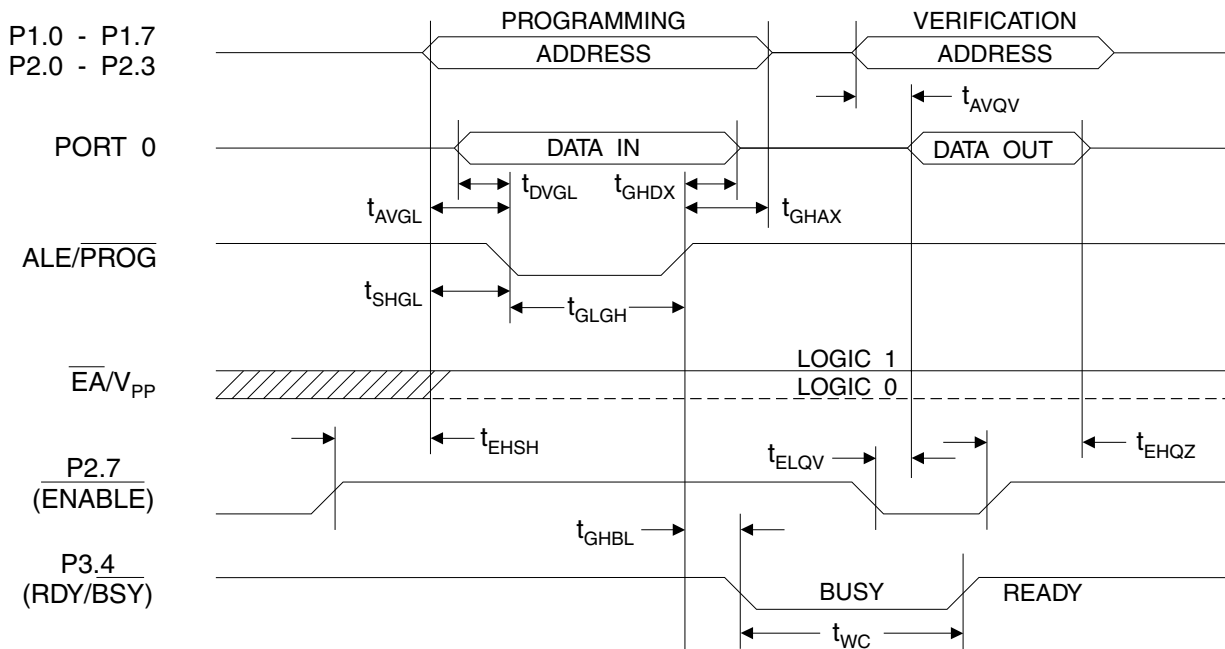 PROGRAMMING VERIFICATION
P1.0 - P1.7
P2.0 - P2.3
ADDRESS ADDRESS
tAVQV
PORT 0 DATA IN DATA OUT
tDVGL tGHDX
tAVGL tGHAX
ALE/PROG
tSHGL tGLGH
LOGIC 1
EA/VPP
LOGIC 0
tEHSH tELQV tEHQZ
P2.7
(ENABLE)
tGHBL
P3.4
(RDY/BSY)
BUSY READY
tWC